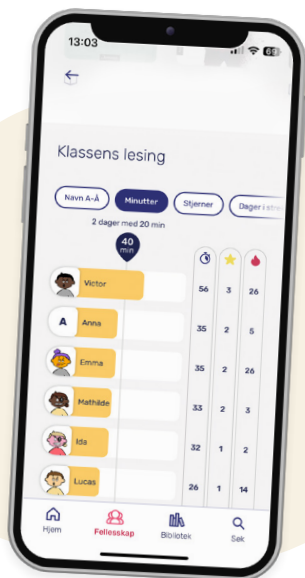 13:03
69
Klassens lesing
Navn A-Å
Minutter
Stjerner
2 dager med 20 min
40
min
Victor 56 3 26
A Anna 35 2 5
Emma 35 2 26
Mathilde 33 2 3
Ida 32 1 2
Lucas 26 1 14
Hjem Fellesskap Bibliotek Søk